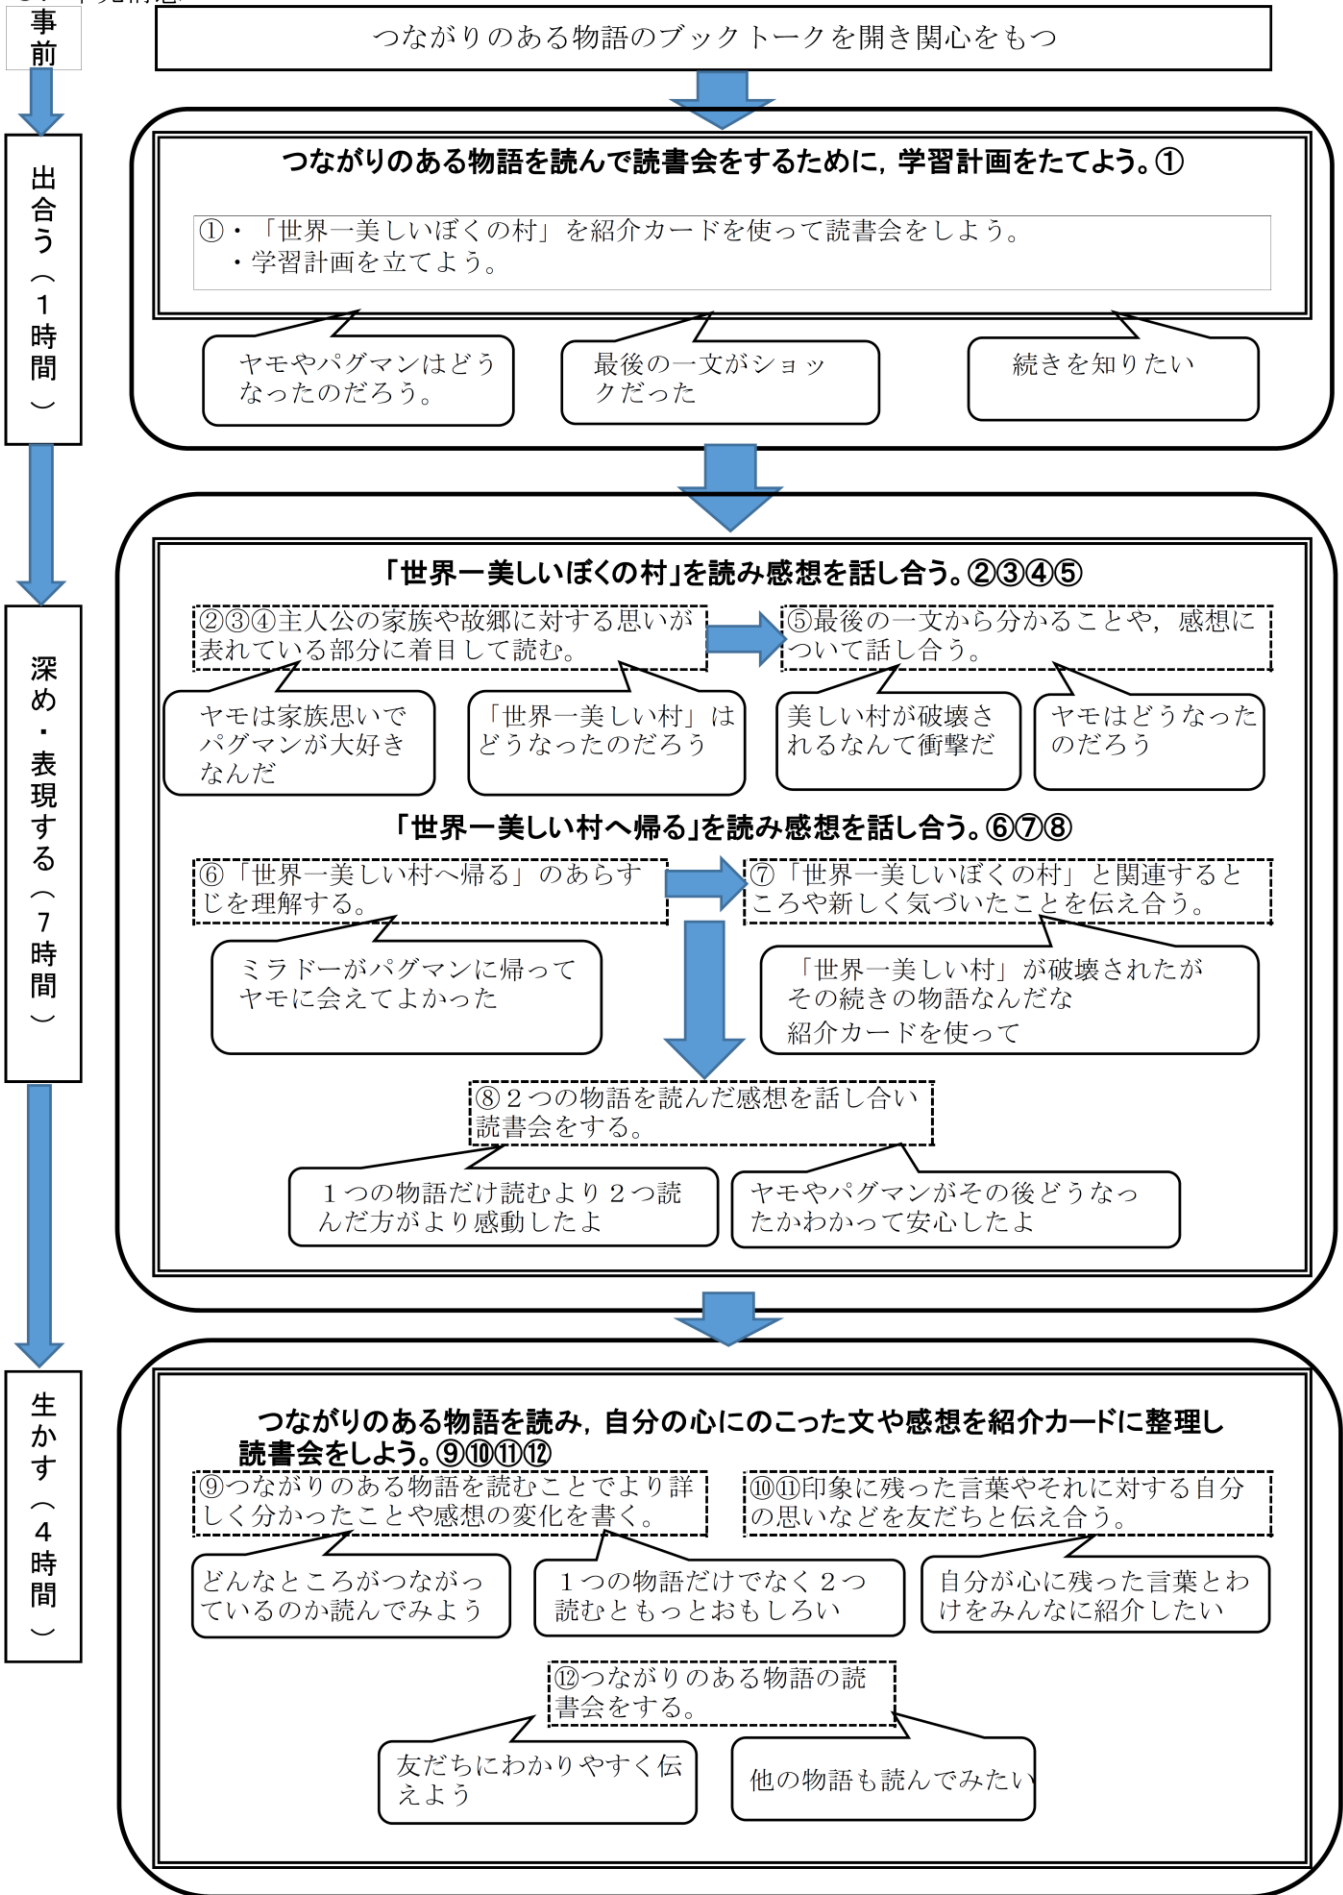 事前
つながりのある物語のブックトークを開き関心をもつ
出合う（1時間）
つながりのある物語を読んで読書会をするために，学習計画をたてよう。①
①・「世界一美しいぼくの村」を紹介カードを使って読書会をしよう。
・学習計画を立てよう。
ヤモやパグマンはどう
なったのだろう。
最後の一文がショッ
クだった
続きを知りたい
深め・表現する（7時間）
「世界一美しいぼくの村」を読み感想を話し合う。②③④⑤
②③④主人公の家族や故郷に対する思いが
表れている部分に着目して読む。
⑤最後の一文から分かることや，感想に
ついて話し合う。
ヤモは家族思いで
パグマンが大好き
なんだ
「世界一美しい村」は
どうなったのだろう
美しい村が破壊さ
れるなんて衝撃だ
ヤモはどうなった
のだろう
「世界一美しい村へ帰る」を読み感想を話し合う。⑥⑦⑧
⑥「世界一美しい村へ帰る」のあらす
じを理解する。
⑦「世界一美しいぼくの村」と関連すると
ころや新しく気づいたことを伝え合う。
ミラドーがパグマンに帰って
ヤモに会えてよかった
「世界一美しい村」が破壊されたが
その続きの物語なんだな
紹介カードを使って
⑧２つの物語を読んだ感想を話し合い
読書会をする。
１つの物語だけ読むより２つ読
んだ方がより感動したよ
ヤモやパグマンがその後どうなっ
たかわかって安心したよ
生かす（4時間）
つながりのある物語を読み，自分の心にのこった文や感想を紹介カードに整理し
読書会をしよう。⑨⑩⑪⑫
⑨つながりのある物語を読むことでより詳
しく分かったことや感想の変化を書く。
⑩⑪印象に残った言葉やそれに対する自分
の思いなどを友だちと伝え合う。
どんなところがつながっ
ているのか読んでみよう
１つの物語だけでなく２つ
読むともっとおもしろい
自分が心に残った言葉とわ
けをみんなに紹介したい
⑫つながりのある物語の読
書会をする。
友だちにわかりやすく伝
えよう
他の物語も読んでみたい